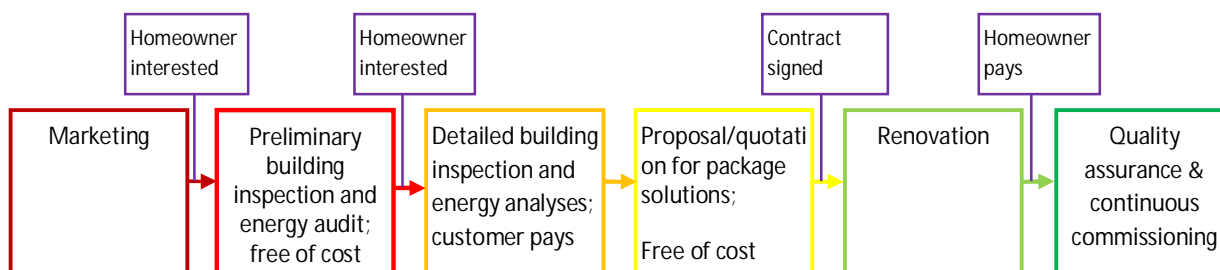 Homeowner
interested
Homeowner
interested
Contract
signed
Homeowner
pays
Marketing
Preliminary
building
inspection and
energy audit;
free of cost
Detailed building
inspection and
energy analyses;
customer pays
Proposal/quotati
on for package
solutions;
Free of cost
Renovation
Quality
assurance &
continuous
commissioning